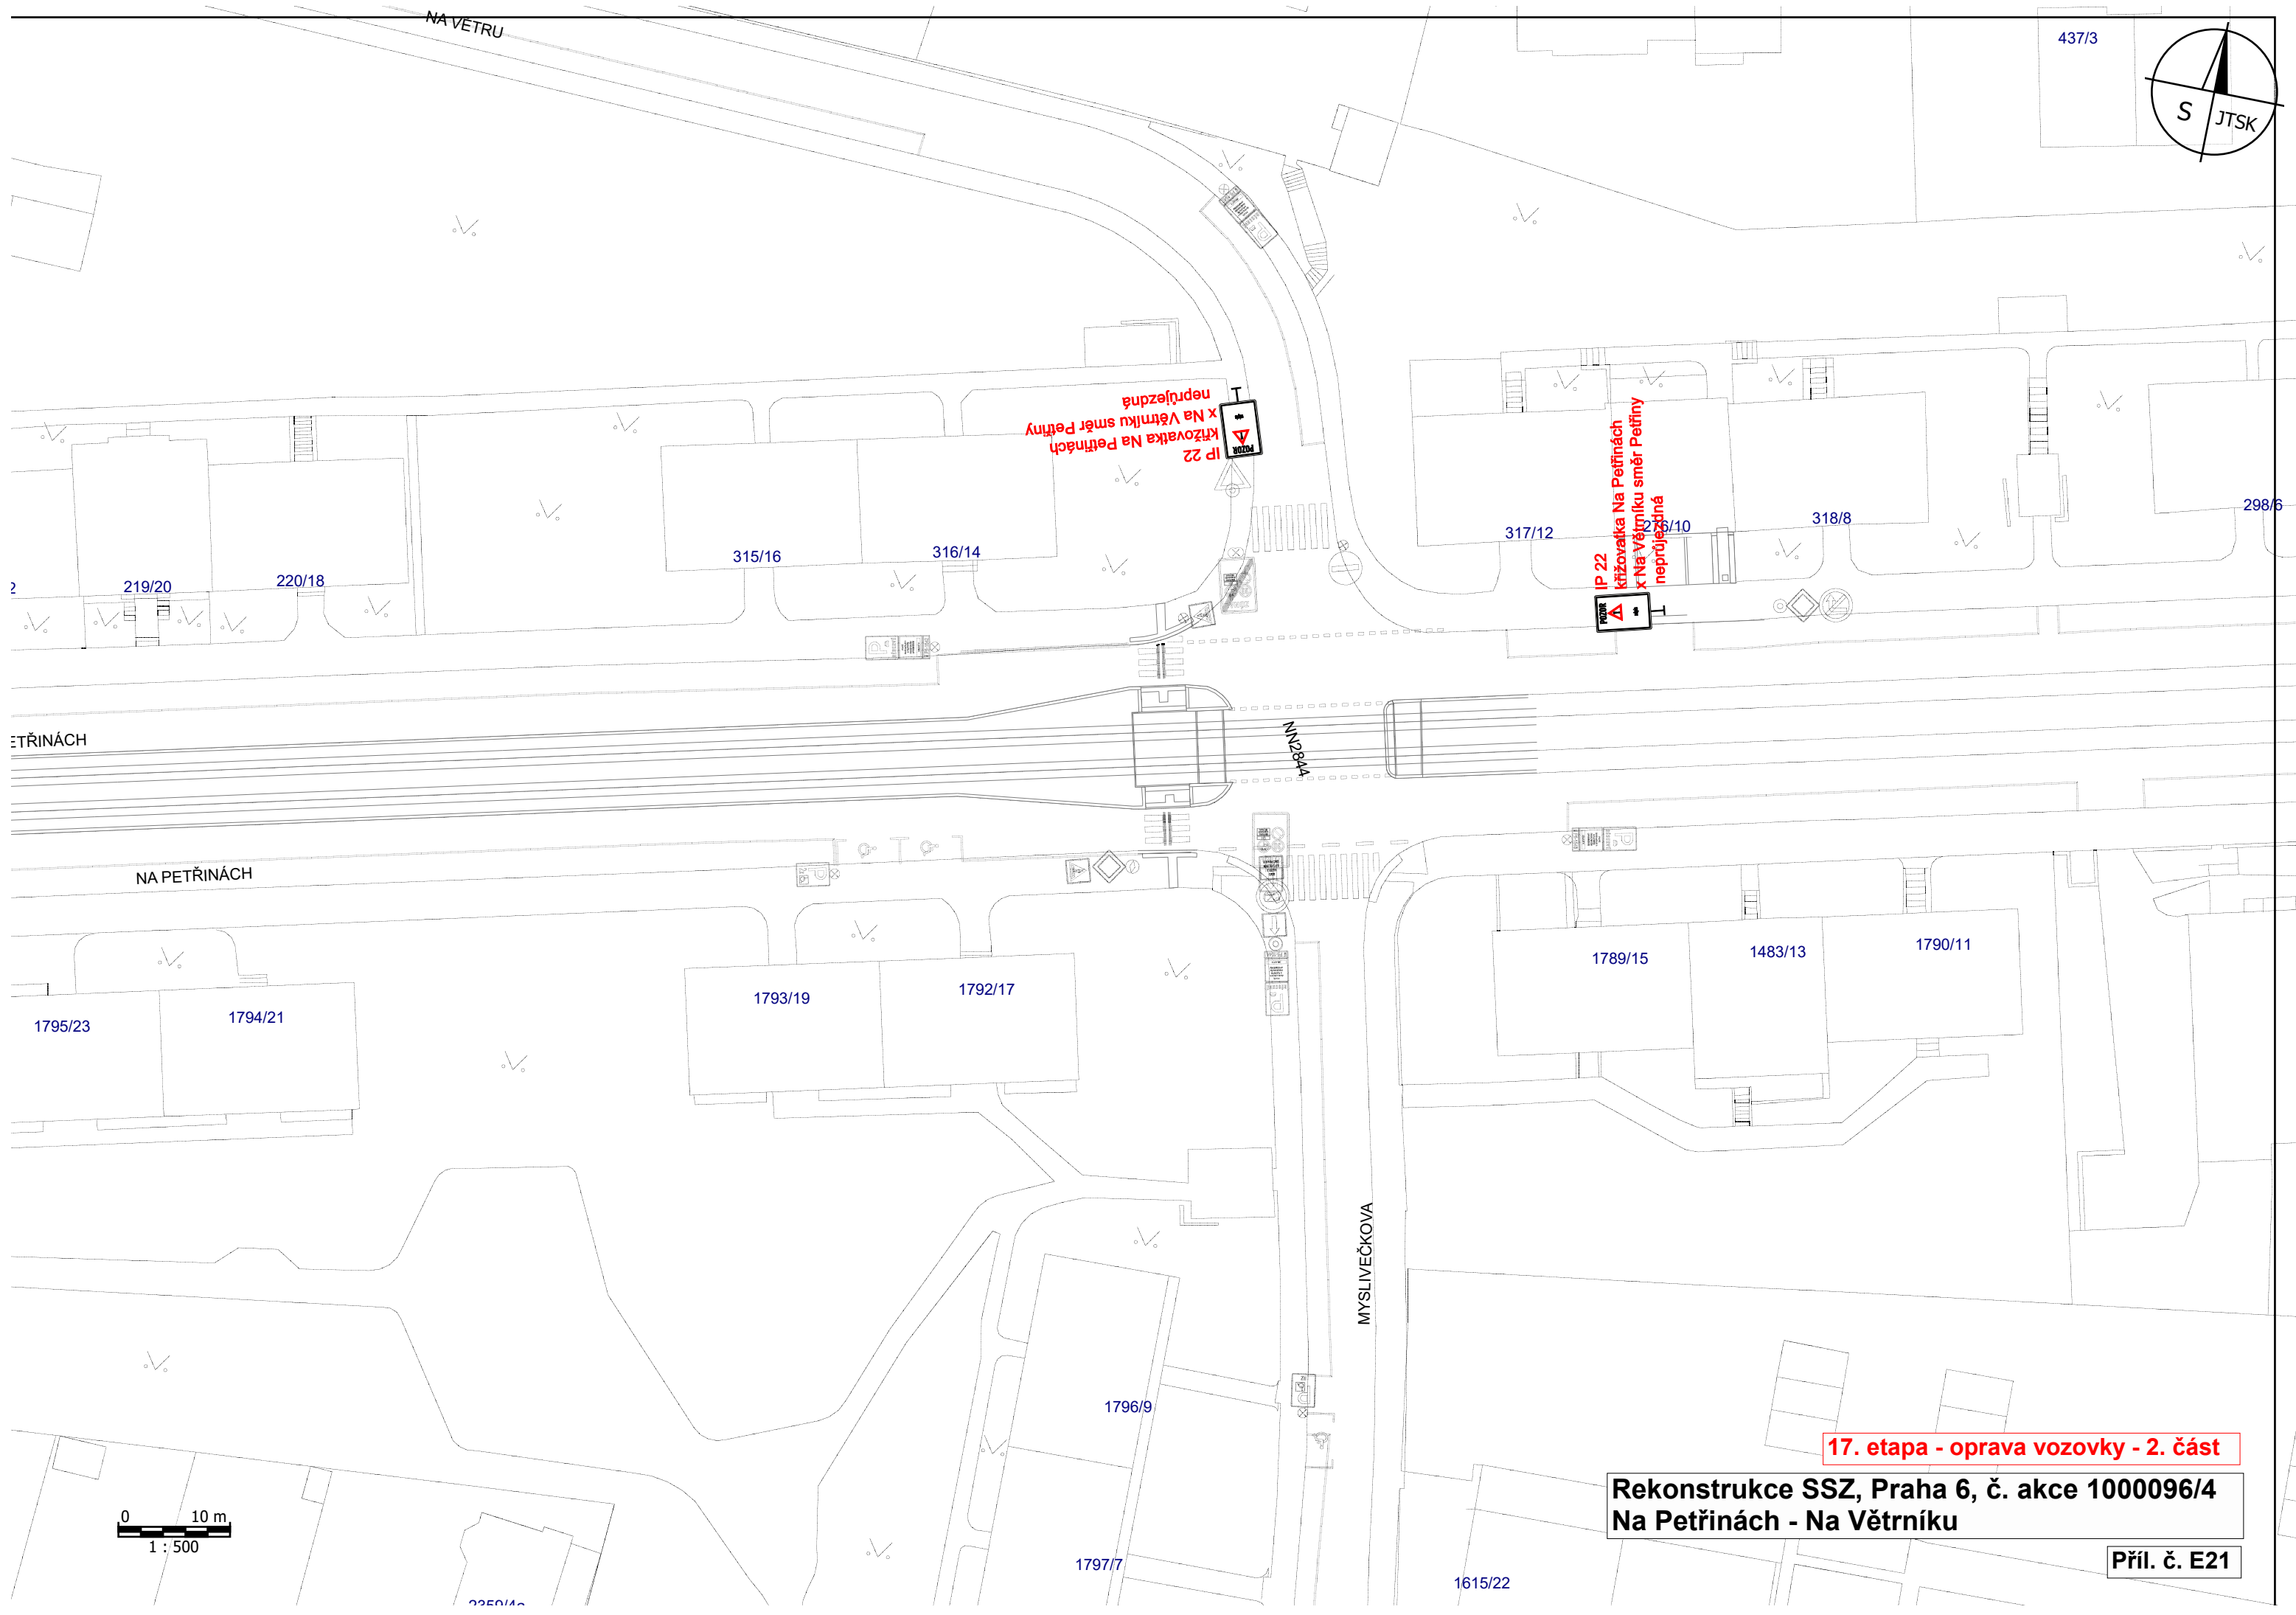 NA VĚTRU
437/3
S JTSK
IP 22
křižovatka Na Petřinách
x Na Větrníku směr Petřiny
neprůjezdná
POZOR
IP 22
křižovatka Na Petřinách
x Na Větrníku směr Petřiny
neprůjezdná
POZOR
317/12
276/10
318/8
298/6
315/16
316/14
219/20
220/18
2
ETŘINÁCH
NN2844
NA PETŘINÁCH
1795/23
1794/21
1793/19
1792/17
1789/15
1483/13
1790/11
MYSLIVEČKOVA
1796/9
1797/7
1615/22
0 10 m
1 : 500
17. etapa - oprava vozovky - 2. část
Rekonstrukce SSZ, Praha 6, č. akce 1000096/4
Na Petřinách - Na Větrníku
Příl. č. E21